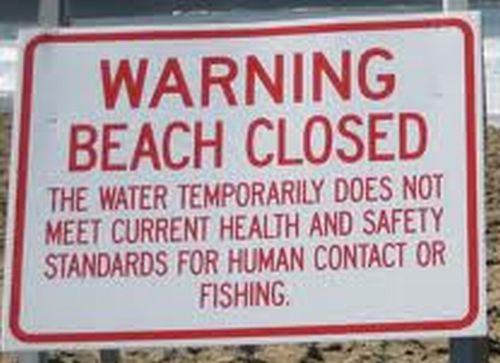 WARNING
BEACH CLOSED
THE WATER TEMPORARILY DOES NOT
MEET CURRENT HEALTH AND SAFETY
STANDARDS FOR HUMAN CONTACT OR
FISHING.